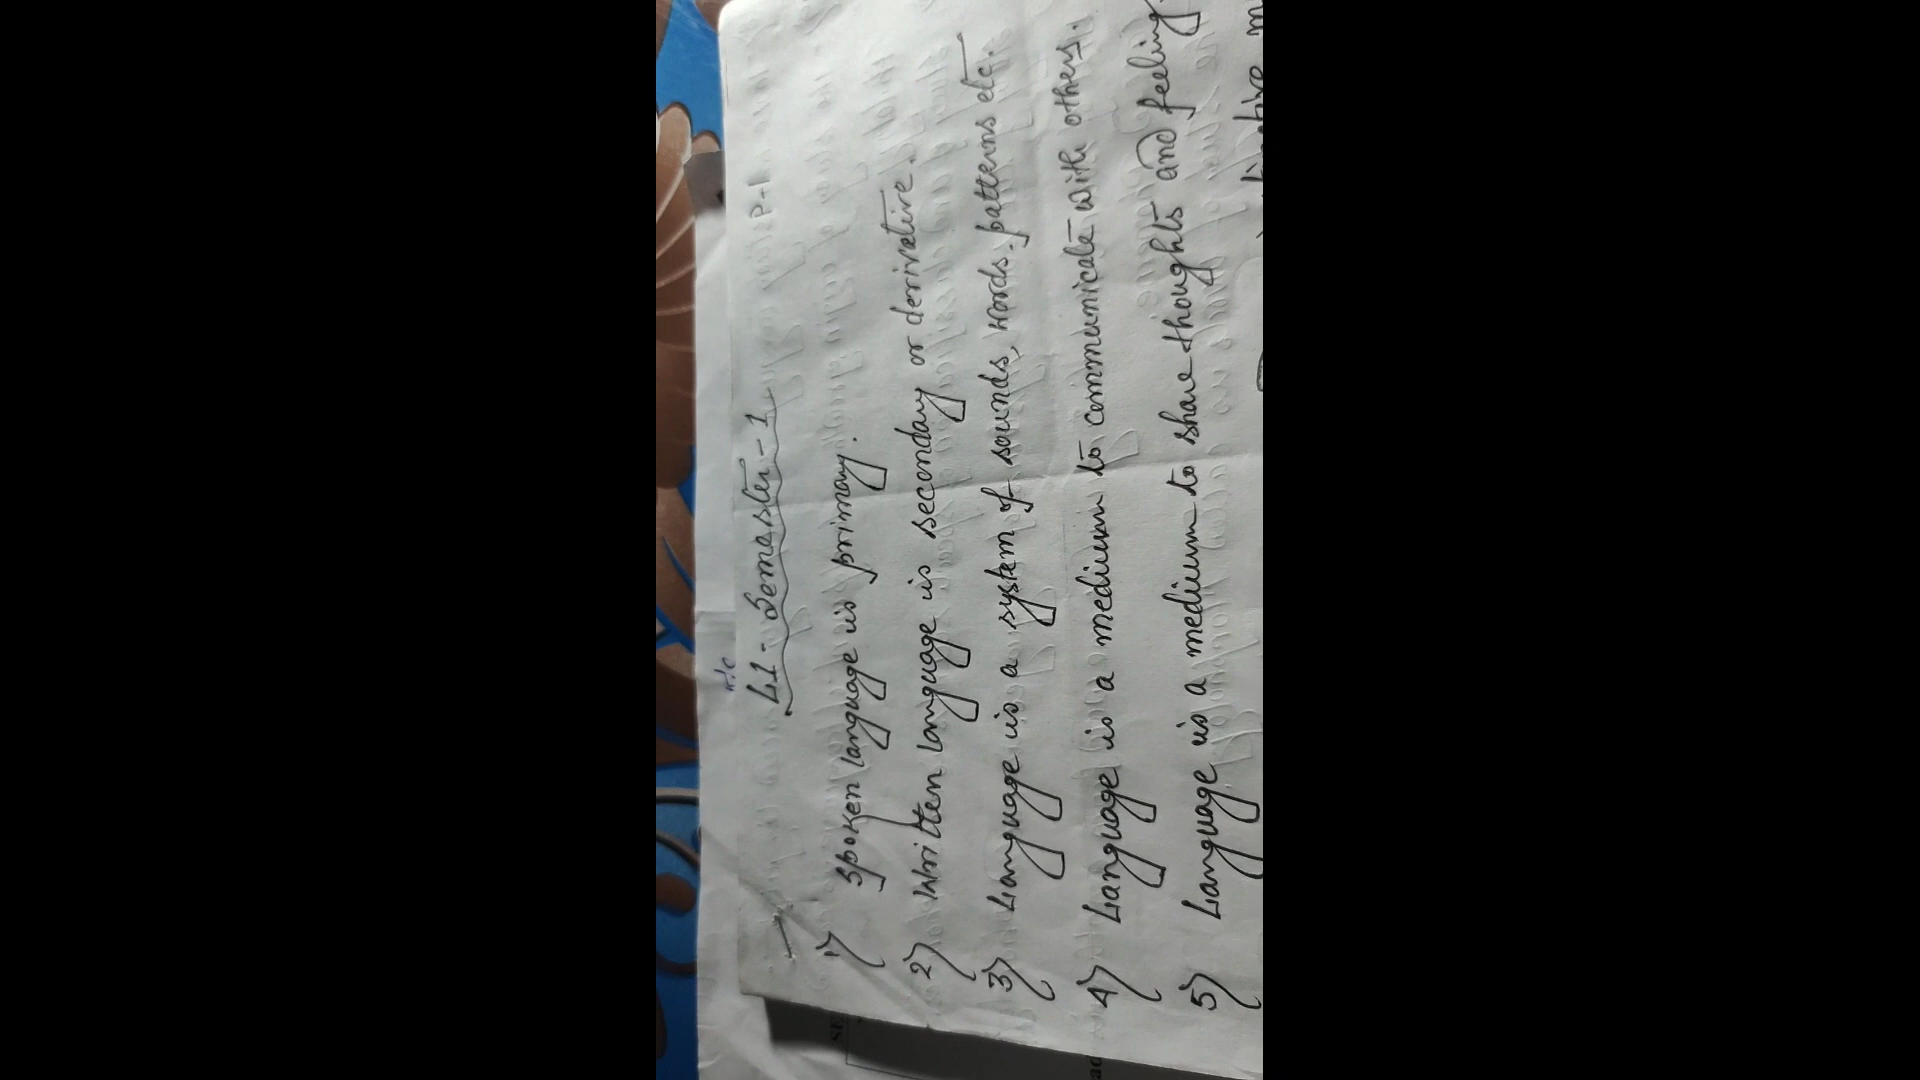 L1 - Semester - 1
P-1
1) Spoken language is primary.
2) Written language is secondary or derivative.
3) Language is a system of sounds, words, patterns etc.
4) Language is a medium to communicate with others.
5) Language is a medium to share thoughts and feeling